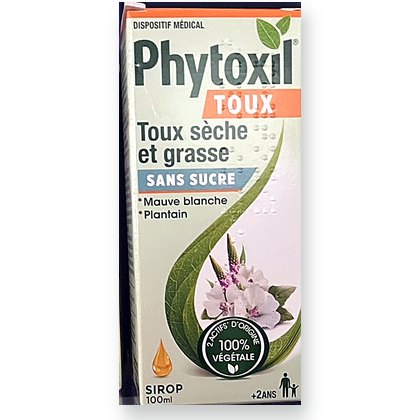 DISPOSITIF MÉDICAL
Phytoxil®
TOUX
Toux sèche
et grasse
SANS SUCRE
*Mauve blanche
*Plantain
2 ACTIFS* D'ORIGINE
100%
VÉGÉTALE
SIROP
100ml
+2ANS